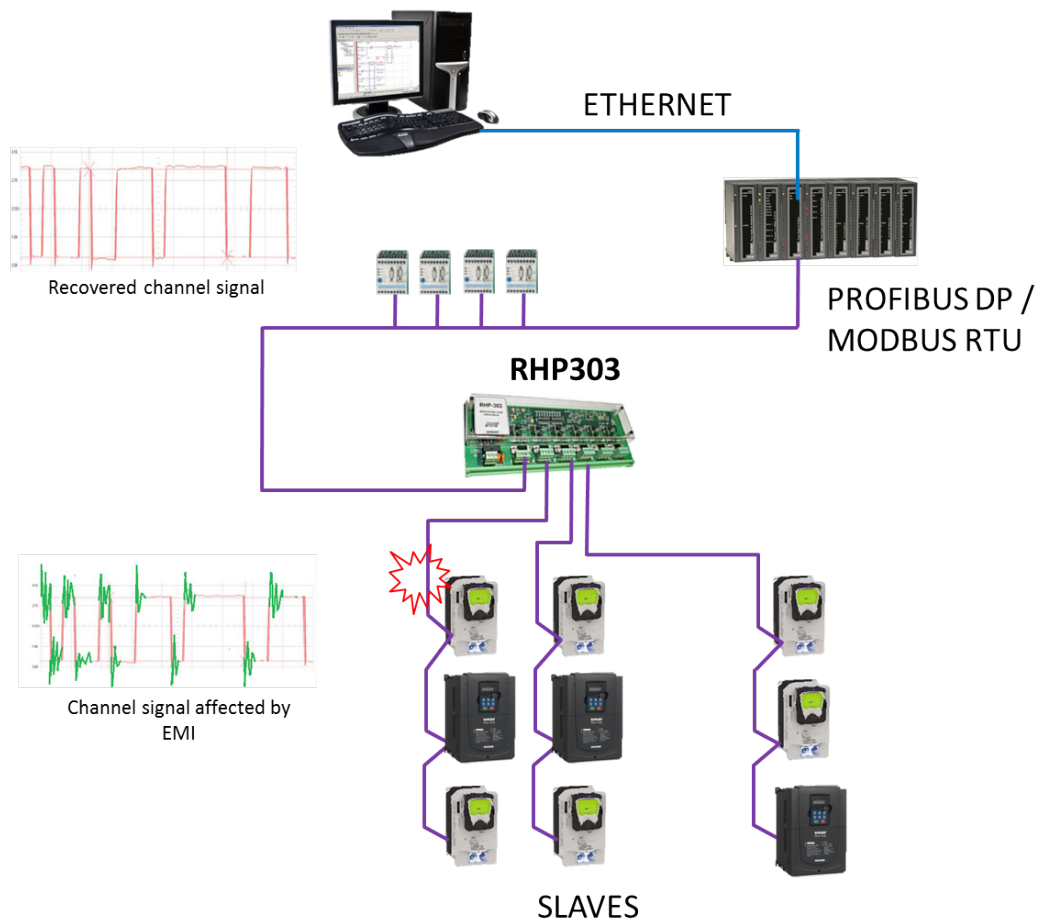 ETHERNET
Recovered channel signal
PROFIBUS DP /
MODBUS RTU
RHP303
Channel signal affected by
EMI
SLAVES